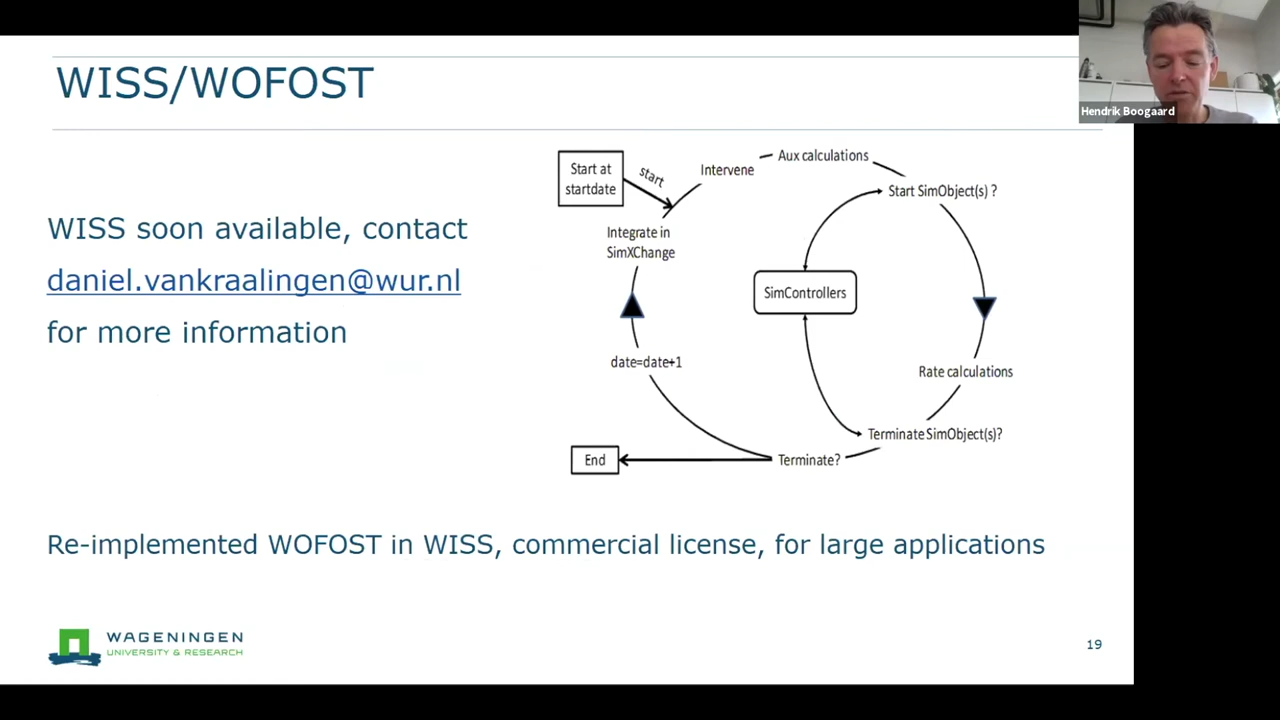 WISS/WOFOST
Hendrik Boogaard
WISS soon available, contact
daniel.vankraalingen@wur.nl
for more information
Start at
startdate
start
Intervene
Aux calculations
Start SimObject(s) ?
Integrate in
SimXChange
SimControllers
date=date+1
Rate calculations
Terminate SimObject(s)?
Terminate?
End
Re-implemented WOFOST in WISS, commercial license, for large applications
WAGENINGEN
UNIVERSITY & RESEARCH
19